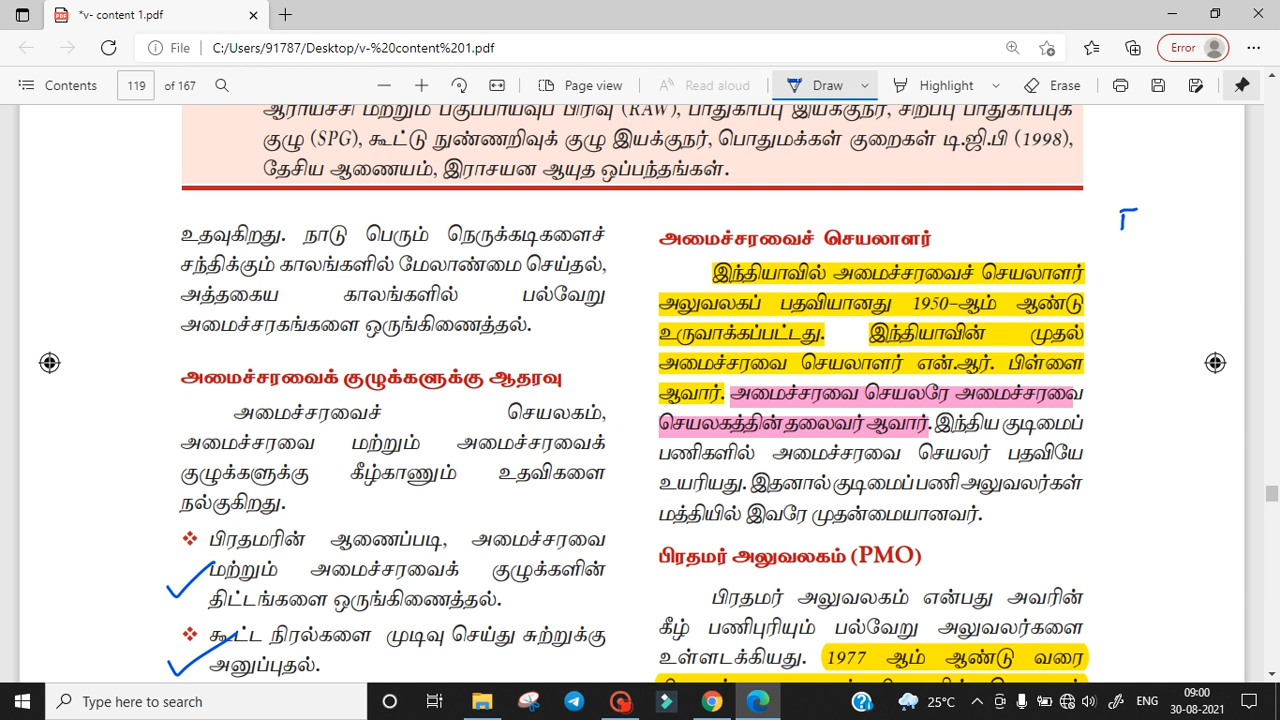 *v- content 1.pdf
File
C:/Users/91787/Desktop/v-%20content%201.pdf
Error
Contents
119 of 167
Page view
Read aloud
Draw
Highlight
Erase
ஆராய்ச்சி மற்றும் பகுப்பாய்வுப் பிரிவு (RAW), பாதுகாப்பு இயக்குநர், சிறப்பு பாதுகாப்புக்
குழு (SPG), கூட்டு நுண்ணறிவுக் குழு இயக்குநர், பொதுமக்கள் குறைகள் டி.ஜி.பி (1998),
தேசிய ஆணையம், இராசயன ஆயுத ஒப்பந்தங்கள்.
உதவுகிறது. நாடு பெரும் நெருக்கடிகளைச்
சந்திக்கும் காலங்களில் மேலாண்மை செய்தல்,
அத்தகைய காலங்களில் பல்வேறு
அமைச்சரகங்களை ஒருங்கிணைத்தல்.
அமைச்சரவைக் குழுக்களுக்கு ஆதரவு
அமைச்சரவைச் செயலகம்,
அமைச்சரவை மற்றும் அமைச்சரவைக்
குழுக்களுக்கு கீழ்காணும் உதவிகளை
நல்குகிறது.
❖ பிரதமரின் ஆணைப்படி, அமைச்சரவை
மற்றும் அமைச்சரவைக் குழுக்களின்
திட்டங்களை ஒருங்கிணைத்தல்.
❖ கூட்ட நிரல்களை முடிவு செய்து சுற்றுக்கு
அனுப்புதல்.
அமைச்சரவைச் செயலாளர்
இந்தியாவில் அமைச்சரவைச் செயலாளர்
அலுவலகப் பதவியானது 1950-ஆம் ஆண்டு
உருவாக்கப்பட்டது. இந்தியாவின் முதல்
அமைச்சரவை செயலாளர் என்.ஆர். பிள்ளை
ஆவார். அமைச்சரவை செயலரே அமைச்சரவை
செயலகத்தின் தலைவர் ஆவார். இந்திய குடிமைப்
பணிகளில் அமைச்சரவை செயலர் பதவியே
உயரியது. இதனால் குடிமைப் பணி அலுவலர்கள்
மத்தியில் இவரே முதன்மையானவர்.
பிரதமர் அலுவலகம் (PMO)
பிரதமர் அலுவலகம் என்பது அவரின்
கீழ் பணிபுரியும் பல்வேறு அலுவலர்களை
உள்ளடக்கியது. 1977 ஆம் ஆண்டு வரை
Type here to search
25°C
ENG
09:00
30-08-2021